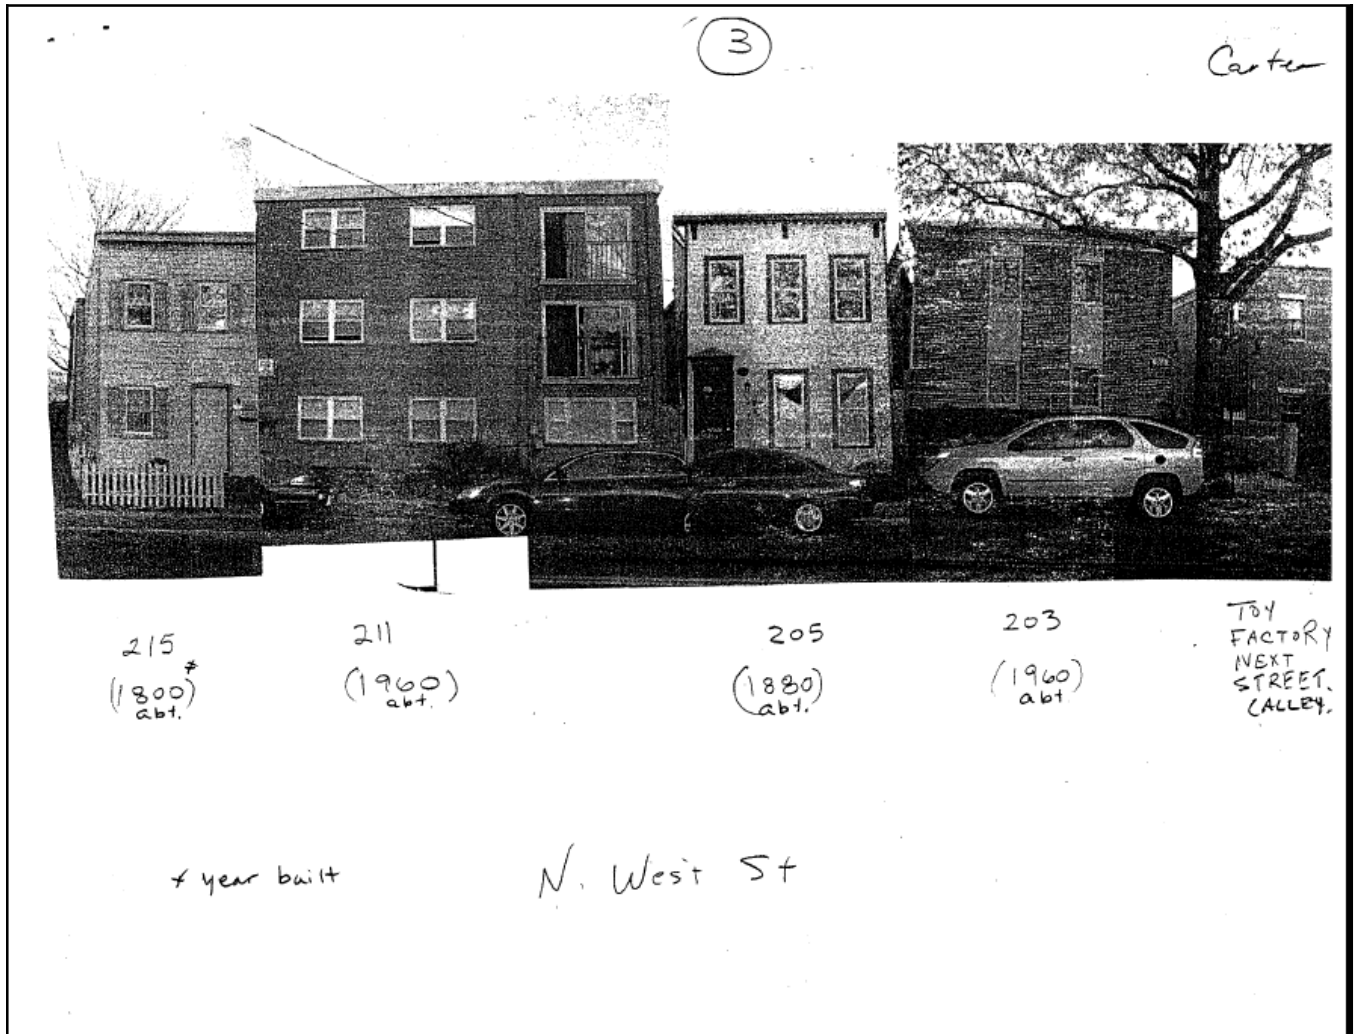 3
Carter
215
(1800)*
abt.
211
(1960)
abt.
205
(1880)
abt.
203
(1960)
abt
TOY
FACTORY
NEXT
STREET.
(ALLEY.
* year built
N. West St